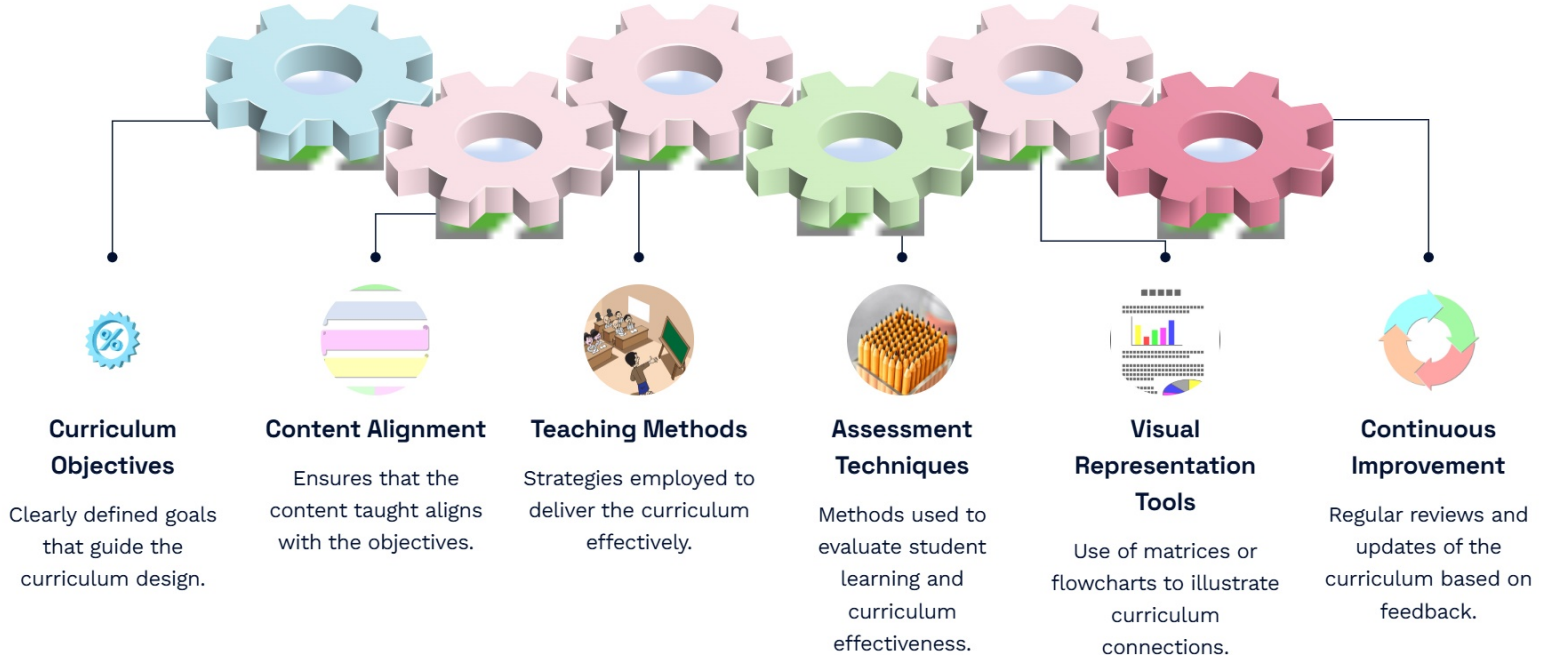 Curriculum
Objectives
Clearly defined goals
that guide the
curriculum design.
Content Alignment
Ensures that the
content taught aligns
with the objectives.
Teaching Methods
Strategies employed to
deliver the curriculum
effectively.
Assessment
Techniques
Methods used to
evaluate student
learning and
curriculum
effectiveness.
Visual
Representation
Tools
Use of matrices or
flowcharts to illustrate
curriculum
connections.
Continuous
Improvement
Regular reviews and
updates of the
curriculum based on
feedback.
%